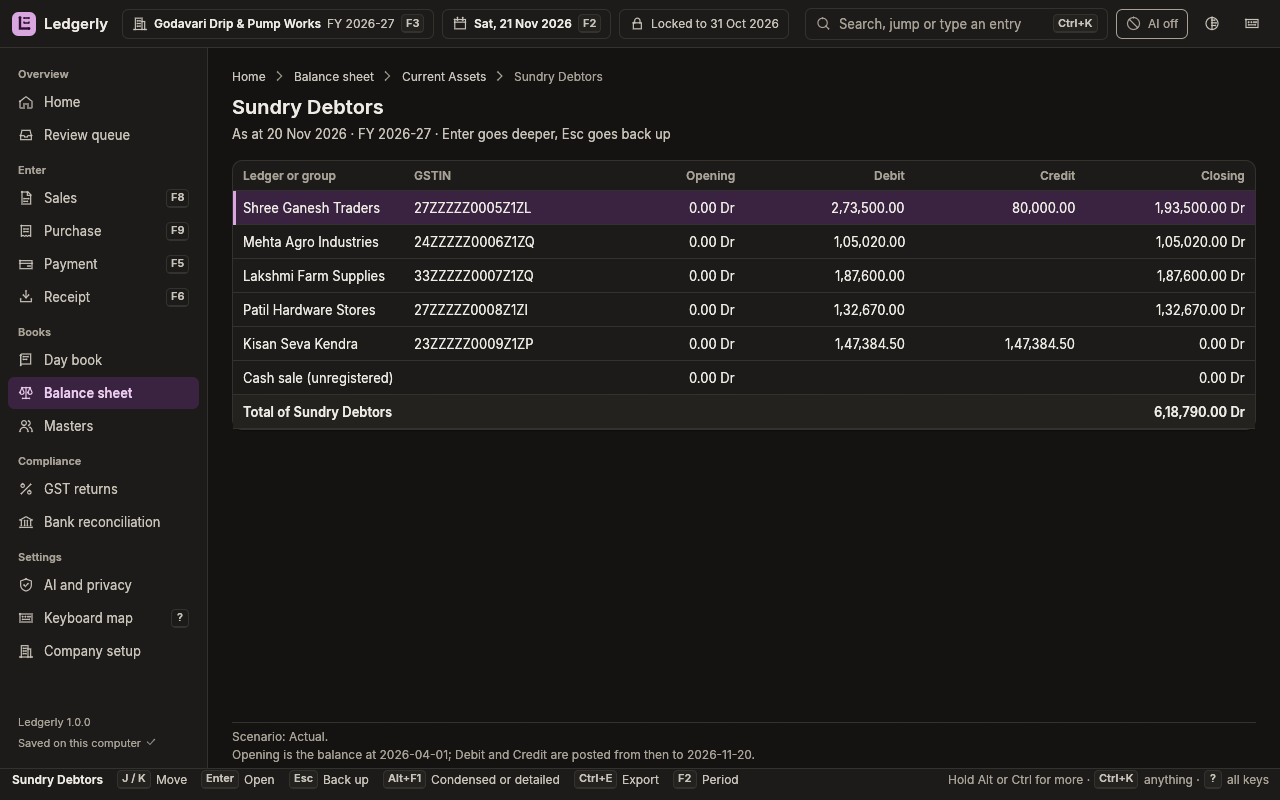 Ledgerly
Godavari Drip & Pump Works FY 2026-27 F3
Sat, 21 Nov 2026 F2
Locked to 31 Oct 2026
Search, jump or type an entry Ctrl+K
AI off
Overview
Home
Review queue
Enter
Sales F8
Purchase F9
Payment F5
Receipt F6
Books
Day book
Balance sheet
Masters
Compliance
GST returns
Bank reconciliation
Settings
AI and privacy
Keyboard map ?
Company setup
Ledgerly 1.0.0
Saved on this computer
Home Balance sheet Current Assets Sundry Debtors
Sundry Debtors
As at 20 Nov 2026 · FY 2026-27 · Enter goes deeper, Esc goes back up
Ledger or group GSTIN Opening Debit Credit Closing
Shree Ganesh Traders 27ZZZZZ0005Z1ZL 0.00 Dr 2,73,500.00 80,000.00 1,93,500.00 Dr
Mehta Agro Industries 24ZZZZZ0006Z1ZQ 0.00 Dr 1,05,020.00 1,05,020.00 Dr
Lakshmi Farm Supplies 33ZZZZZ0007Z1ZQ 0.00 Dr 1,87,600.00 1,87,600.00 Dr
Patil Hardware Stores 27ZZZZZ0008Z1ZI 0.00 Dr 1,32,670.00 1,32,670.00 Dr
Kisan Seva Kendra 23ZZZZZ0009Z1ZP 0.00 Dr 1,47,384.50 1,47,384.50 0.00 Dr
Cash sale (unregistered) 0.00 Dr 0.00 Dr
Total of Sundry Debtors 6,18,790.00 Dr
Scenario: Actual.
Opening is the balance at 2026-04-01; Debit and Credit are posted from then to 2026-11-20.
Sundry Debtors J / K Move Enter Open Esc Back up Alt+F1 Condensed or detailed Ctrl+E Export F2 Period Hold Alt or Ctrl for more · Ctrl+K anything · ? all keys